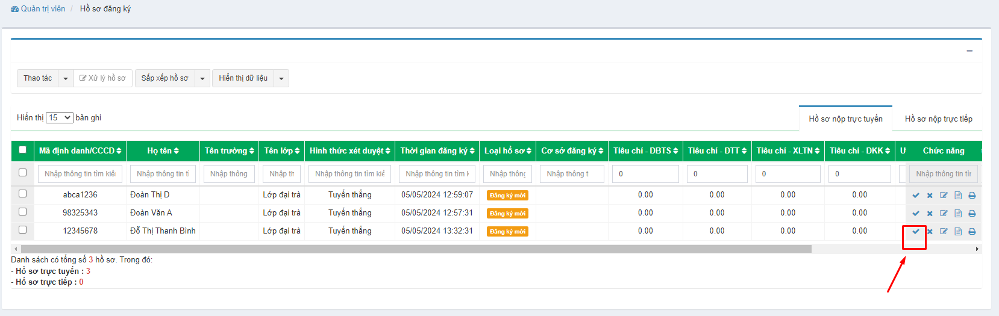 Quản trị viên / Hồ sơ đăng ký
Thao tác Xử lý hồ sơ Sắp xếp hồ sơ Hiển thị dữ liệu
Hiển thị 15 bản ghi Hồ sơ nộp trực tuyến Hồ sơ nộp trực tiếp
Mã định danh/CCCD Họ tên Tên trường Tên lớp Hình thức xét duyệt Thời gian đăng ký Loại hồ sơ Cơ sở đăng ký Tiêu chí - DBTS Tiêu chí - DTT Tiêu chí - XLTN Tiêu chí - DKK U Chức năng
Nhập thông tin tìm kiế Nhập thông tin tì Nhập thông Nhập th Nhập thông tin tìm kiế Nhập thông tin tìm k Nhập thông Nhập thông t 0 0 0 0 Nhập thông tin tìr
abca1236 Đoàn Thị D Lớp đại trà Tuyển thẳng 05/05/2024 12:59:07 Đăng ký mới 0.00 0.00 0.00 0.00
98325343 Đoàn Văn A Lớp đại trà Tuyển thẳng 05/05/2024 12:57:31 Đăng ký mới 0.00 0.00 0.00 0.00
12345678 Đỗ Thị Thanh Bình Lớp đại trà Tuyển thẳng 05/05/2024 13:32:31 Đăng ký mới 0.00 0.00 0.00 0.00
Danh sách có tổng số 3 hồ sơ. Trong đó:
- Hồ sơ trực tuyến : 3
- Hồ sơ trực tiếp : 0